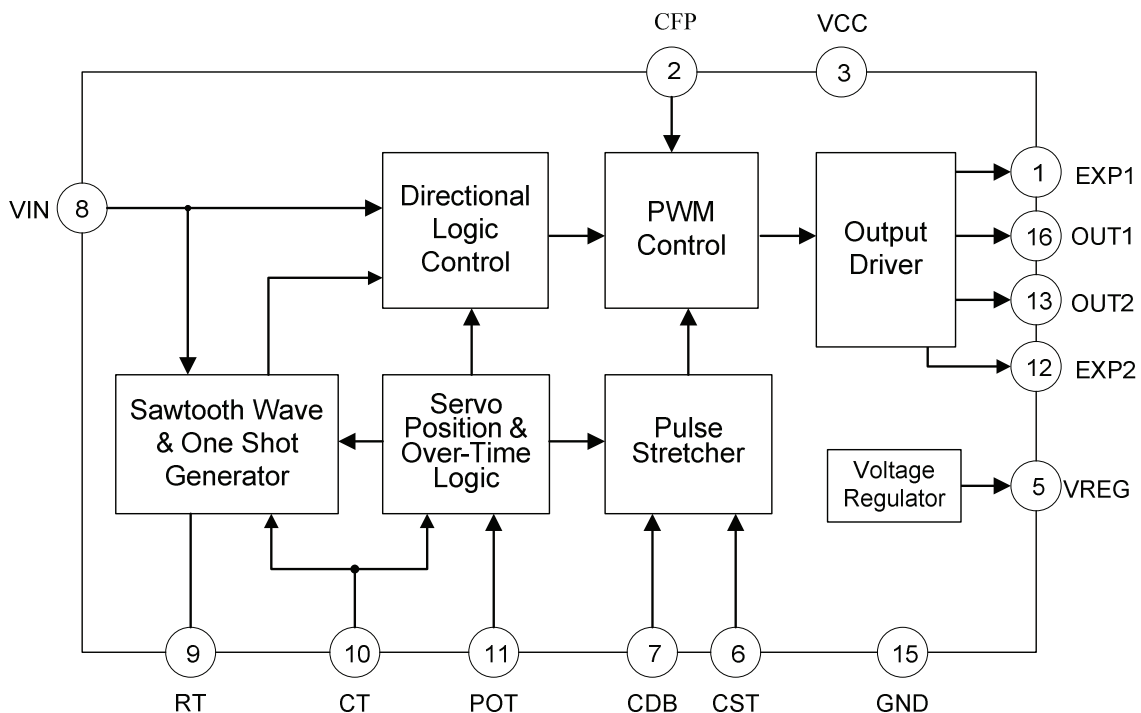 CFP
VCC
2
3
VIN
8
Directional
Logic
Control
PWM
Control
Output
Driver
1
EXP1
16
OUT1
13
OUT2
12
EXP2
Sawtooth Wave
& One Shot
Generator
Servo
Position &
Over-Time
Logic
Pulse
Stretcher
Voltage
Regulator
5
VREG
9
10
11
7
6
15
RT
CT
POT
CDB
CST
GND